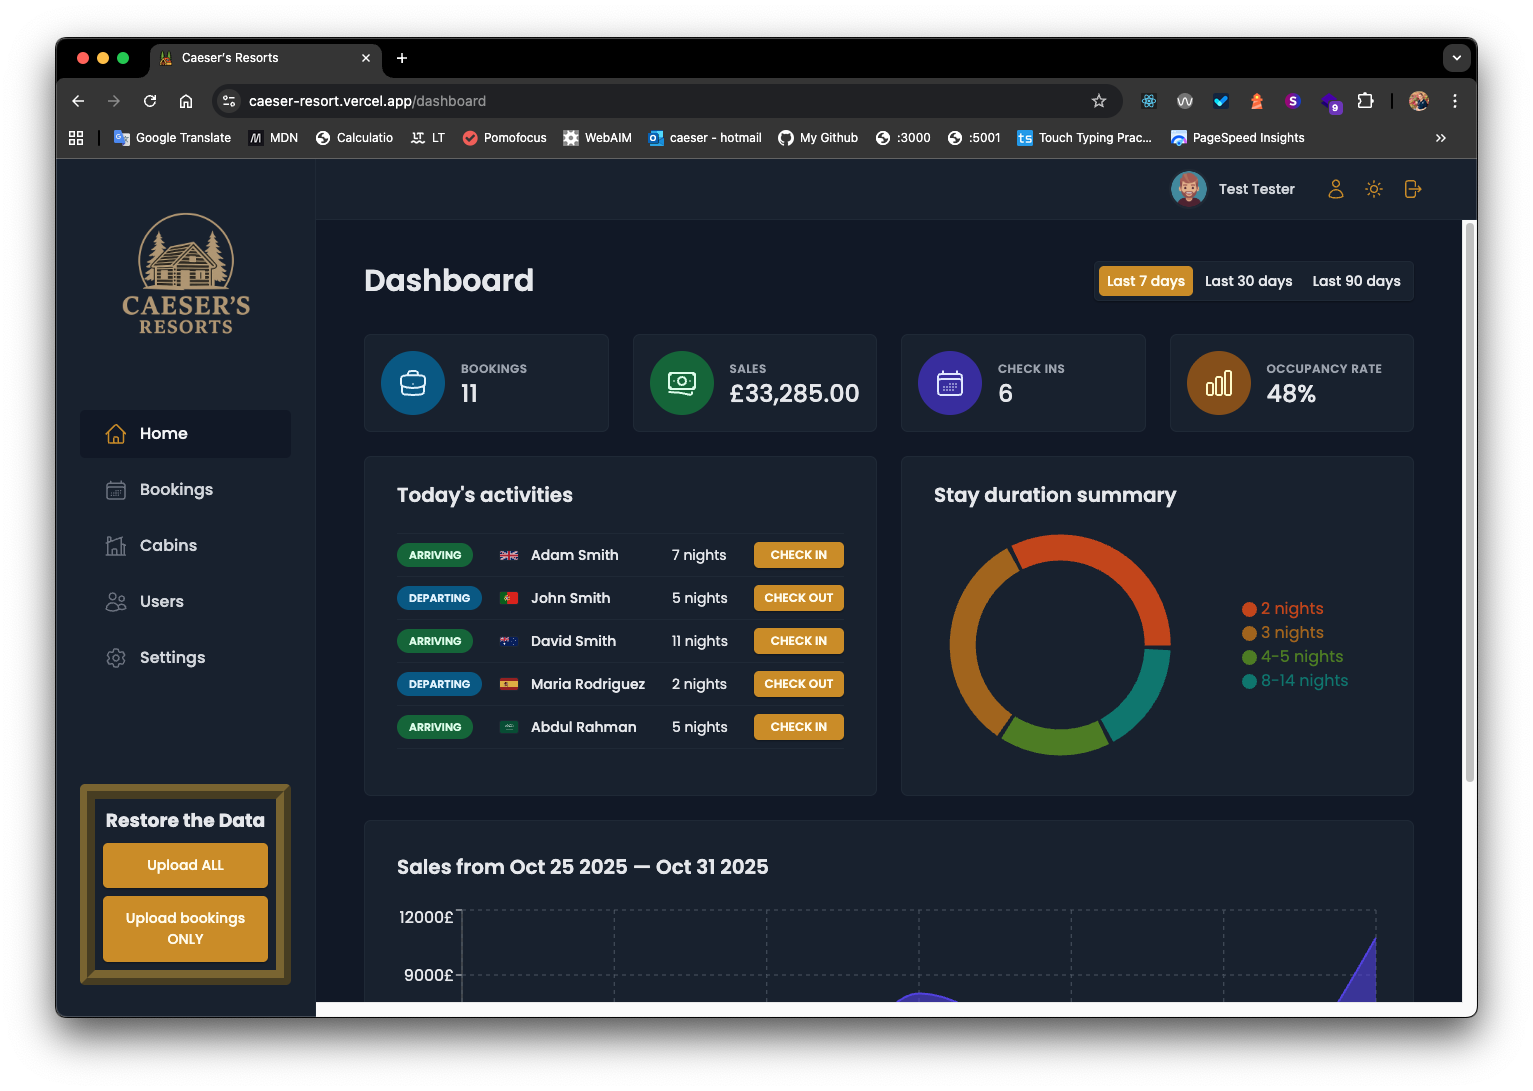 Caeser's Resorts
caeser-resort.vercel.app/dashboard
S
9
Google Translate
MDN
Calculatio
LT
Pomofocus
WebAIM
caeser - hotmail
My Github
:3000
:5001
ts Touch Typing Prac...
PageSpeed Insights
Test Tester
CAESER'S
RESORTS
Home
Bookings
Cabins
Users
Settings
Restore the Data
Upload ALL
Upload bookings
ONLY
Dashboard
Last 7 days Last 30 days Last 90 days
BOOKINGS
11
SALES
£33,285.00
CHECK INS
6
OCCUPANCY RATE
48%
Today's activities
ARRIVING Adam Smith 7 nights CHECK IN
DEPARTING John Smith 5 nights CHECK OUT
ARRIVING David Smith 11 nights CHECK IN
DEPARTING Maria Rodriguez 2 nights CHECK OUT
ARRIVING Abdul Rahman 5 nights CHECK IN
Stay duration summary
2 nights
3 nights
4-5 nights
8-14 nights
Sales from Oct 25 2025 — Oct 31 2025
12000£
9000£